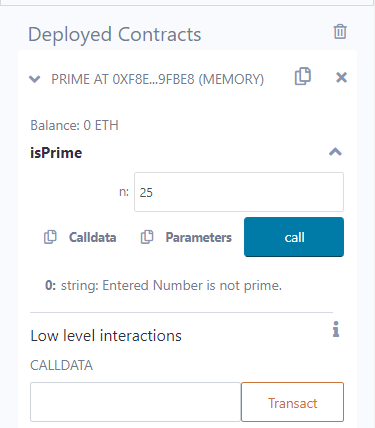 Deployed Contracts
PRIME AT 0XF8E...9FBE8 (MEMORY)
Balance: 0 ETH
isPrime
n: 25
Calldata Parameters call
0: string: Entered Number is not prime.
Low level interactions
CALLDATA
Transact